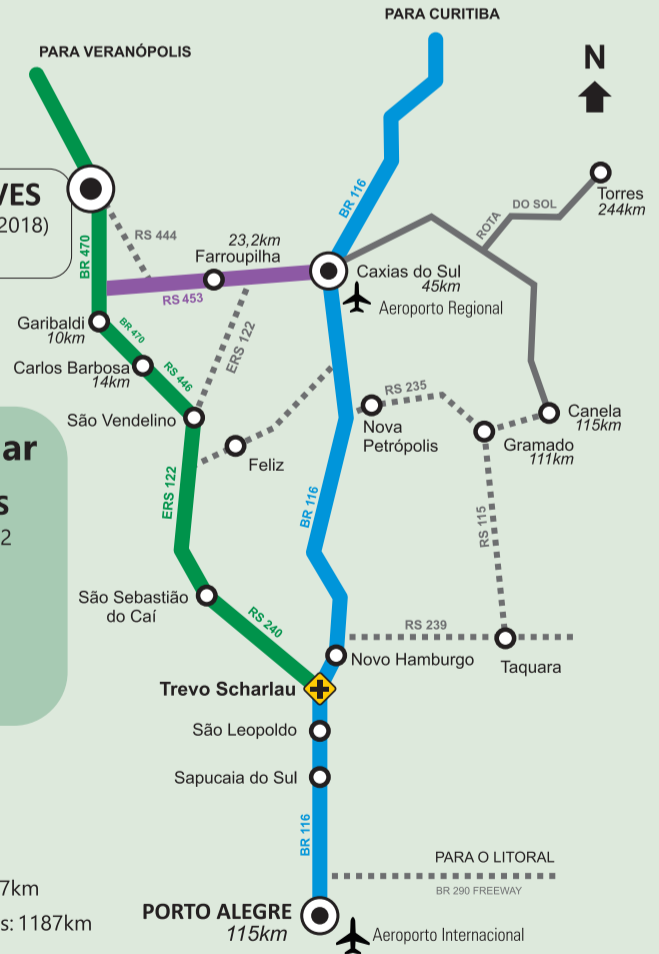 PARA CURITIBA
PARA VERANÓPOLIS
N
BR 116
Torres
244km
DO SOL
ROTA
VES
2018)
RS 444
BR 470
23,2km
Farroupilha
RS 453
Caxias do Sul
45km
Aeroporto Regional
Garibaldi
10km
BR 470
ERS 122
Carlos Barbosa
14km
RS 446
RS 235
São Vendelino
Nova
Petrópolis
Canela
115km
Gramado
111km
ar
Feliz
s
2
ERS 122
BR 116
RS 115
São Sebastião
do Caí
RS 240
RS 239
Novo Hamburgo
Taquara
Trevo Scharlau
São Leopoldo
Sapucaia do Sul
BR 116
PARA O LITORAL
BR 290 FREEWAY
7km
s: 1187km
PORTO ALEGRE
115km
Aeroporto Internacional